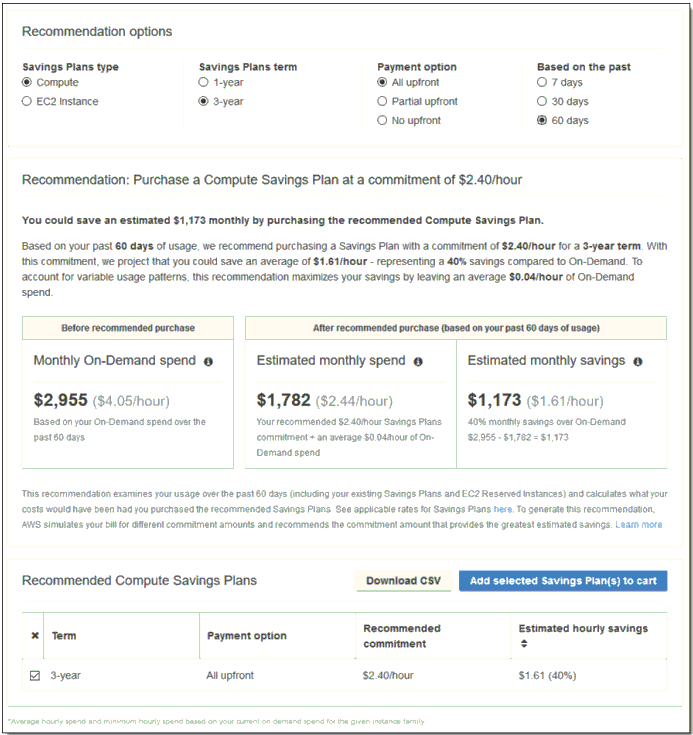 Recommendation options
Savings Plans type
Compute
EC2 Instance
Savings Plans term
1-year
3-year
Payment option
All upfront
Partial upfront
No upfront
Based on the past
7 days
30 days
60 days
Recommendation: Purchase a Compute Savings Plan at a commitment of $2.40/hour
You could save an estimated $1,173 monthly by purchasing the recommended Compute Savings Plan.
Based on your past 60 days of usage, we recommend purchasing a Savings Plan with a commitment of $2.40/hour for a 3-year term. With
this commitment, we project that you could save an average of $1.61/hour - representing a 40% savings compared to On-Demand. To
account for variable usage patterns, this recommendation maximizes your savings by leaving an average $0.04/hour of On-Demand
spend.
Before recommended purchase
After recommended purchase (based on your past 60 days of usage)
Monthly On-Demand spend
$2,955 ($4.05/hour)
Based on your On-Demand spend over the
past 60 days
Estimated monthly spend
$1,782 ($2.44/hour)
Your recommended $2.40/hour Savings Plans
commitment + an average $0.04/hour of On-
Demand spend
Estimated monthly savings
$1,173 ($1.61/hour)
40% monthly savings over On-Demand
$2,955 - $1,782 = $1,173
This recommendation examines your usage over the past 60 days (including your existing Savings Plans and EC2 Reserved Instances) and calculates what your
costs would have been had you purchased the recommended Savings Plans. See applicable rates for Savings Plans here. To generate this recommendation,
AWS simulates your bill for different commitment amounts and recommends the commitment amount that provides the greatest estimated savings. Learn more
Recommended Compute Savings Plans
Download CSV
Add selected Savings Plan(s) to cart
Term
Payment option
Recommended
commitment
Estimated hourly savings
3-year
All upfront
$2.40/hour
$1.61 (40%)
*Average hourly spend and minimum hourly spend based on your current on demand spend for the given instance family